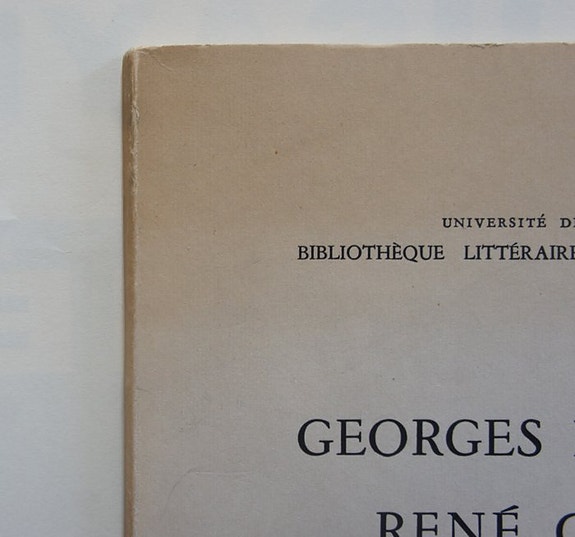 UNIVERSITÉ
BIBLIOTHÈQUE LITTÉRAIRE
GEORGES
RENÉ